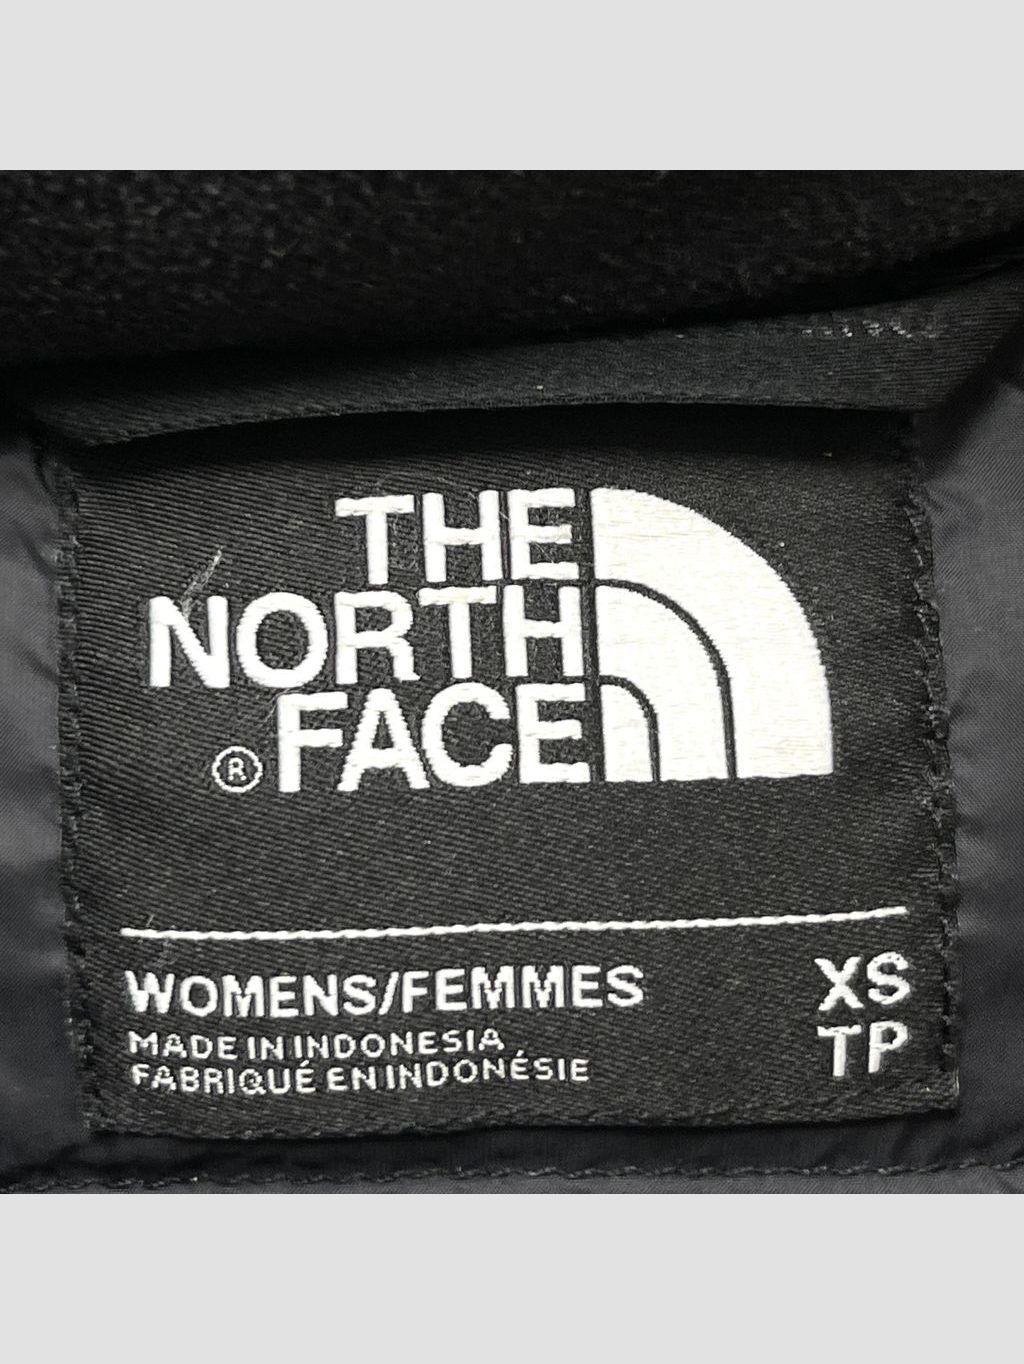 THE
NORTH
® FACE
WOMENS/FEMMES XS
MADE IN INDONESIA TP
FABRIQUÉ EN INDONÉSIE